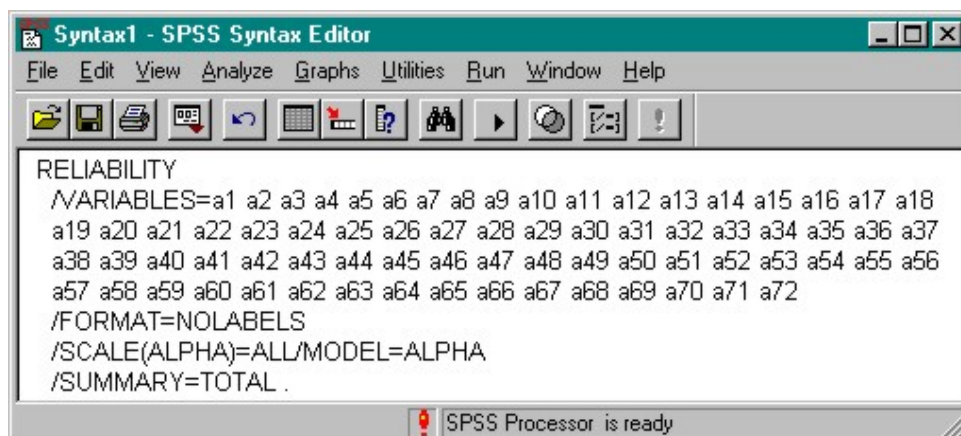 Syntax1 - SPSS Syntax Editor
File Edit View Analyze Graphs Utilities Run Window Help
RELIABILITY
/VARIABLES=a1 a2 a3 a4 a5 a6 a7 a8 a9 a10 a11 a12 a13 a14 a15 a16 a17 a18
a19 a20 a21 a22 a23 a24 a25 a26 a27 a28 a29 a30 a31 a32 a33 a34 a35 a36 a37
a38 a39 a40 a41 a42 a43 a44 a45 a46 a47 a48 a49 a50 a51 a52 a53 a54 a55 a56
a57 a58 a59 a60 a61 a62 a63 a64 a65 a66 a67 a68 a69 a70 a71 a72
/FORMAT=NOLABELS
/SCALE(ALPHA)=ALL/MODEL=ALPHA
/SUMMARY=TOTAL .
SPSS Processor is ready